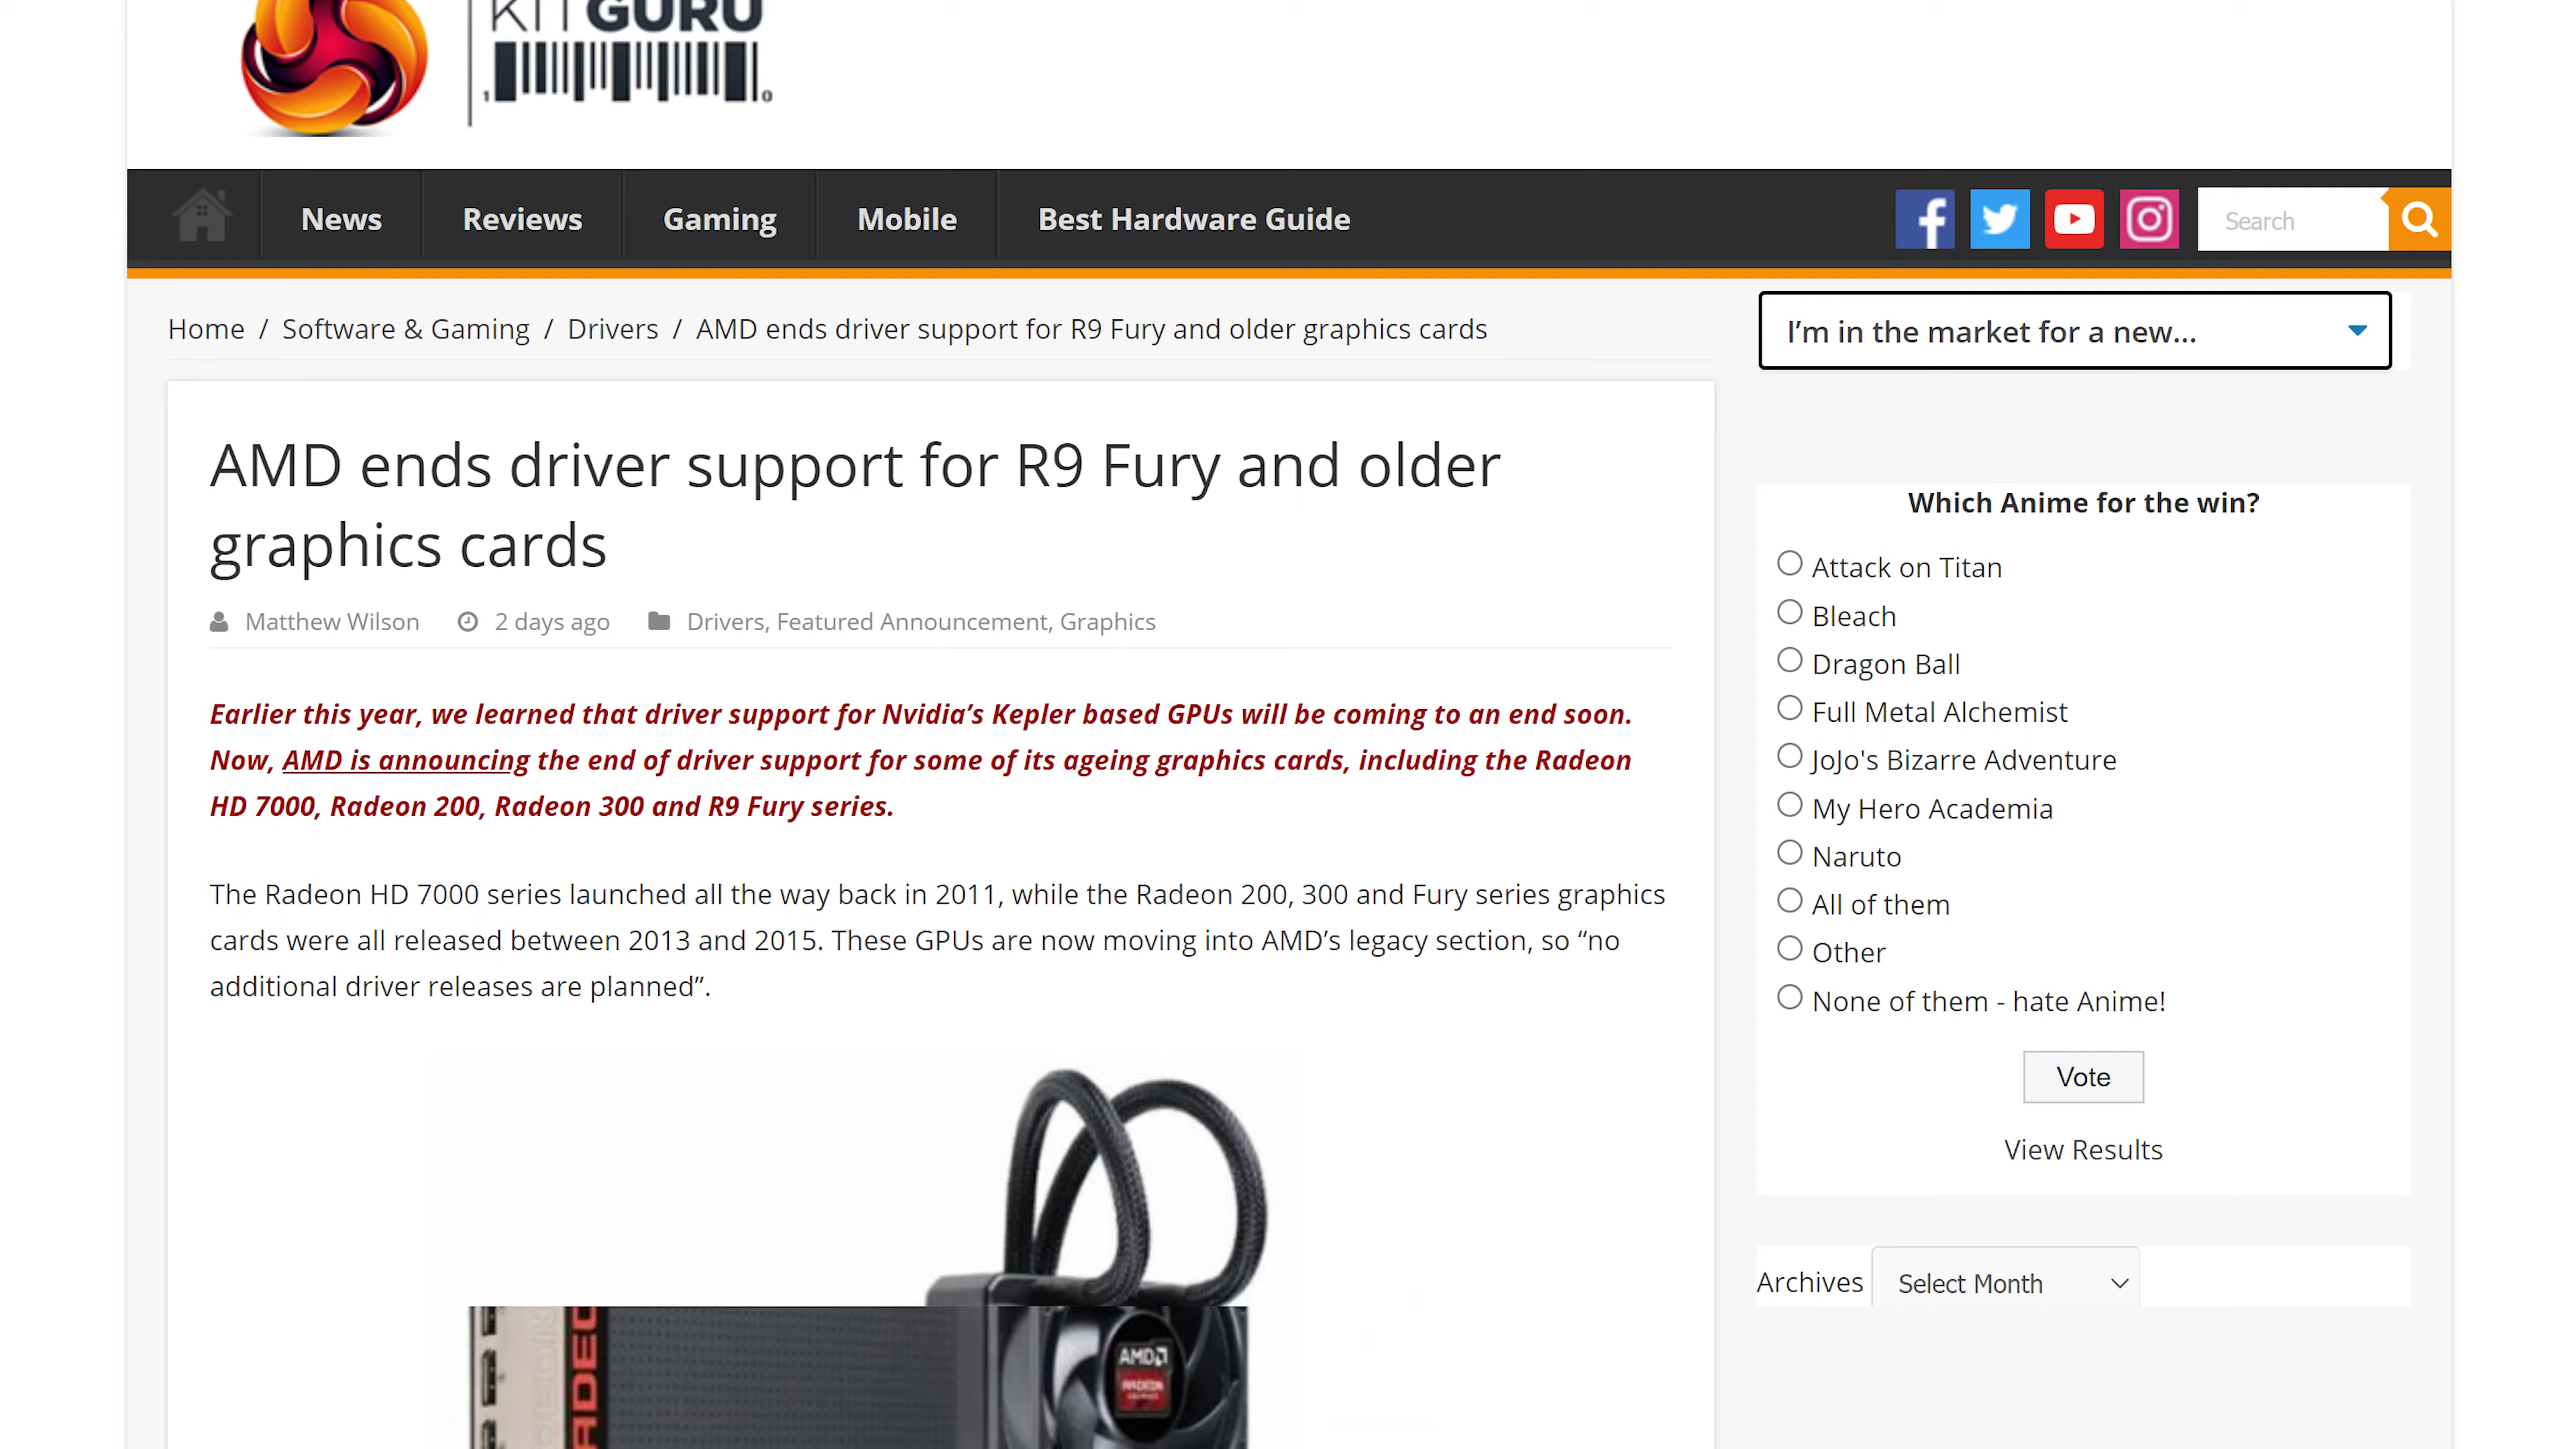 KITGURU
1 0
News Reviews Gaming Mobile Best Hardware Guide
Search
Home / Software & Gaming / Drivers / AMD ends driver support for R9 Fury and older graphics cards
AMD ends driver support for R9 Fury and older
graphics cards
Matthew Wilson 2 days ago Drivers, Featured Announcement, Graphics
Earlier this year, we learned that driver support for Nvidia’s Kepler based GPUs will be coming to an end soon.
Now, AMD is announcing the end of driver support for some of its ageing graphics cards, including the Radeon
HD 7000, Radeon 200, Radeon 300 and R9 Fury series.
The Radeon HD 7000 series launched all the way back in 2011, while the Radeon 200, 300 and Fury series graphics
cards were all released between 2013 and 2015. These GPUs are now moving into AMD’s legacy section, so “no
additional driver releases are planned”.
AMD
RADEON
I’m in the market for a new...
Which Anime for the win?
Attack on Titan
Bleach
Dragon Ball
Full Metal Alchemist
JoJo's Bizarre Adventure
My Hero Academia
Naruto
All of them
Other
None of them - hate Anime!
Vote
View Results
Archives Select Month